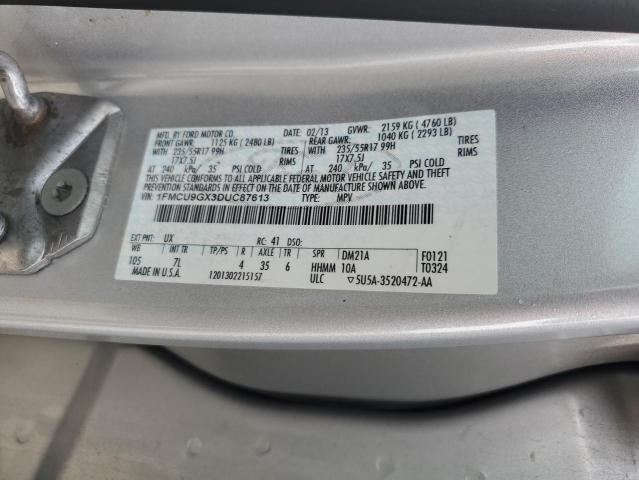 MFD. BY FORD MOTOR CO. DATE: 02/13 GVWR: 2159 KG ( 4760 LB)
FRONT GAWR: 1125 KG ( 2480 LB) REAR GAWR: 1040 KG ( 2293 LB)
WITH 235/55R17 99H TIRES WITH 235/55R17 99H TIRES
17X7.5J RIMS 17X7.5J RIMS
AT 240 kPa/ 35 PSI COLD AT 240 kPa/ 35 PSI COLD
THIS VEHICLE CONFORMS TO ALL APPLICABLE FEDERAL MOTOR VEHICLE SAFETY AND THEFT PREVENTION STANDARDS IN
EFFECT ON THE DATE OF MANUFACTURE SHOWN ABOVE.
1FMCU9GX3DUC87613 TYPE: MPV
EXT PNT: UX RC: 41 DSO:
WB INT TR TP/PS R AXLE TR SPR DM21A F0121
105 7L 4 35 6 HHMM 10A T0324
MADE IN U.S.A. 1201302215157 ULC ▽5U5A-3520472-AA